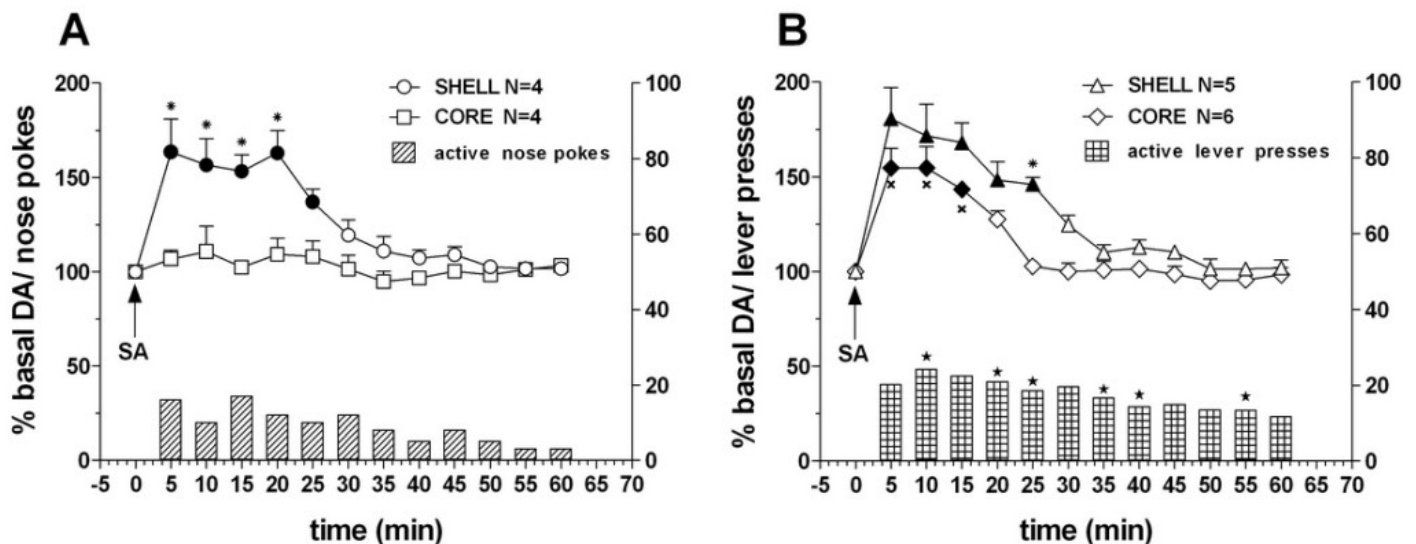 A
% basal DA/ nose pokes
200
150
100
50
0
100
80
60
40
20
0
SHELL N=4
CORE N=4
active nose pokes
* * * *
SA
-5 0 5 10 15 20 25 30 35 40 45 50 55 60 65 70
time (min)
B
% basal DA/ lever presses
200
150
100
50
0
100
80
60
40
20
0
SHELL N=5
CORE N=6
active lever presses
*
× × ×
SA
★ ★ ★ ★ ★ ★
-5 0 5 10 15 20 25 30 35 40 45 50 55 60 65 70
time (min)